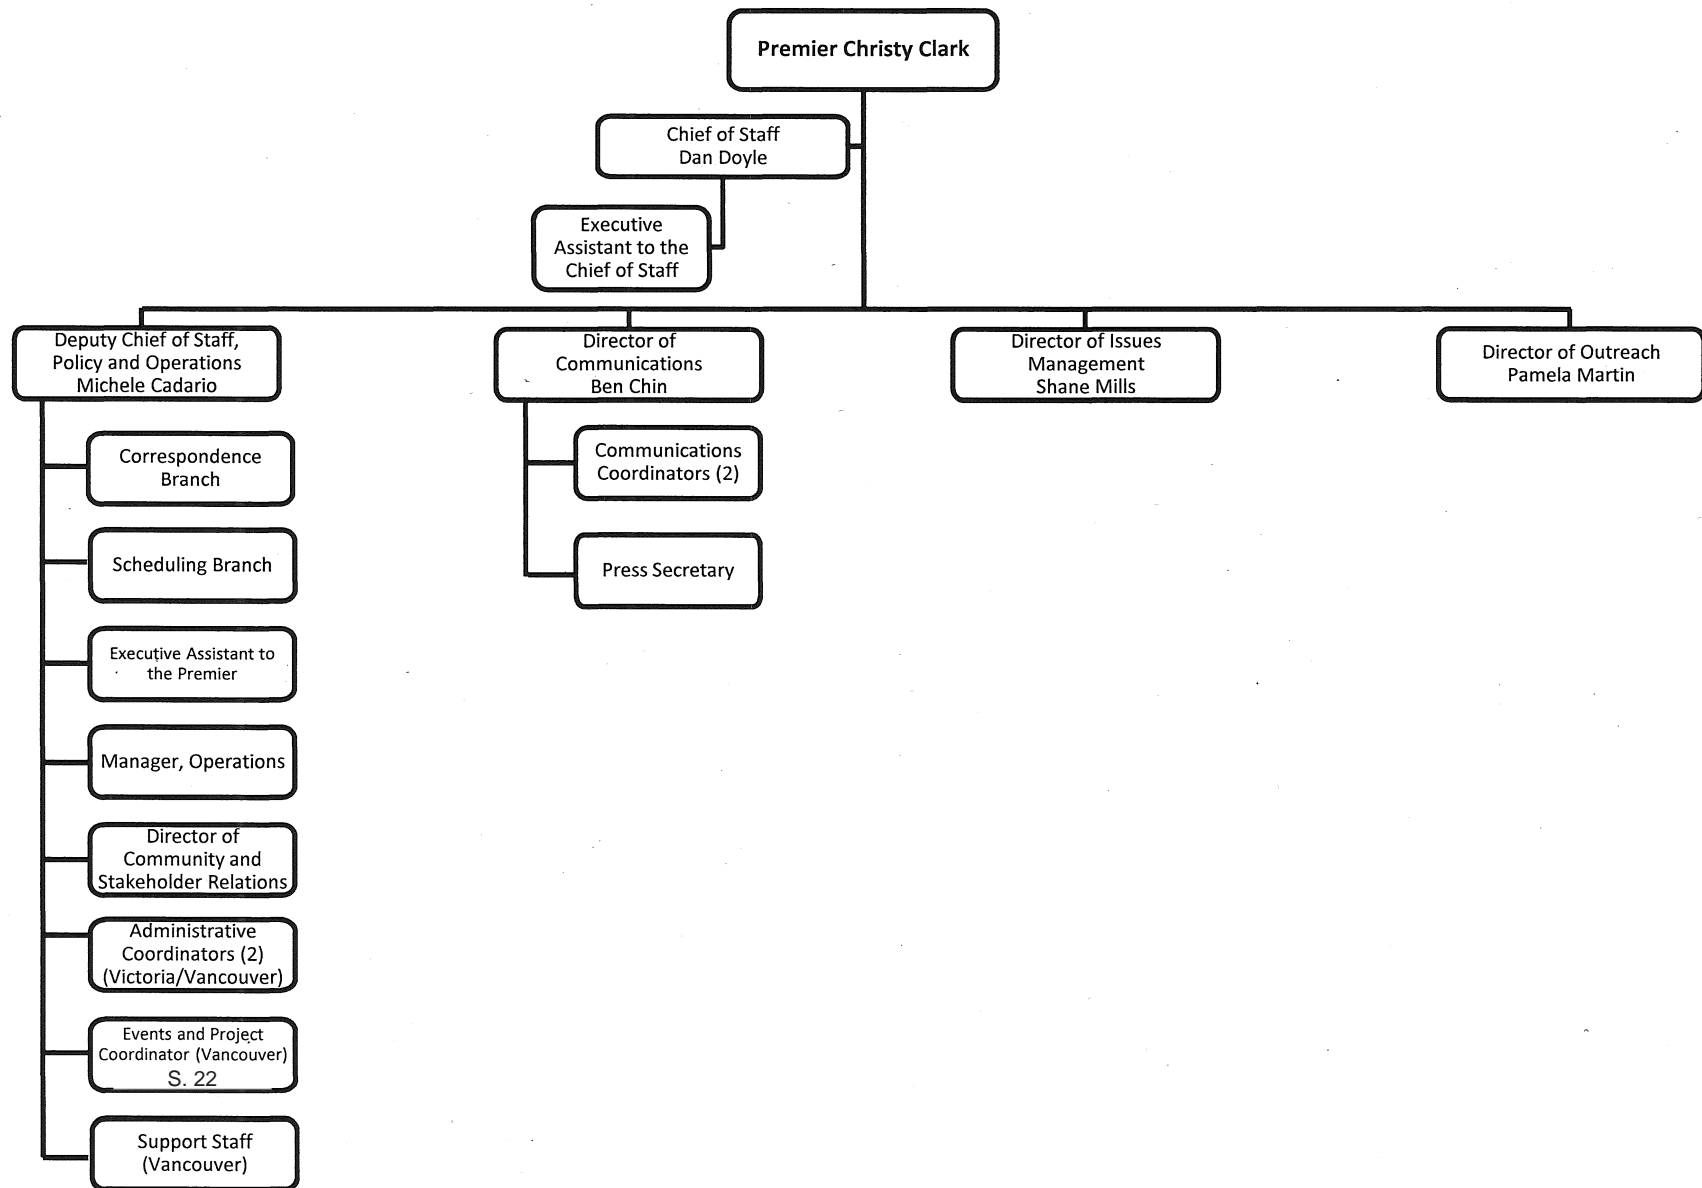 Premier Christy Clark
Chief of Staff
Dan Doyle
Executive
Assistant to the
Chief of Staff
Deputy Chief of Staff,
Policy and Operations
Michele Cadario
Director of
Communications
Ben Chin
Director of Issues
Management
Shane Mills
Director of Outreach
Pamela Martin
Correspondence
Branch
Scheduling Branch
Executive Assistant to
the Premier
Manager, Operations
Director of
Community and
Stakeholder Relations
Administrative
Coordinators (2)
(Victoria/Vancouver)
Events and Project
Coordinator (Vancouver)
S. 22
Support Staff
(Vancouver)
Communications
Coordinators (2)
Press Secretary